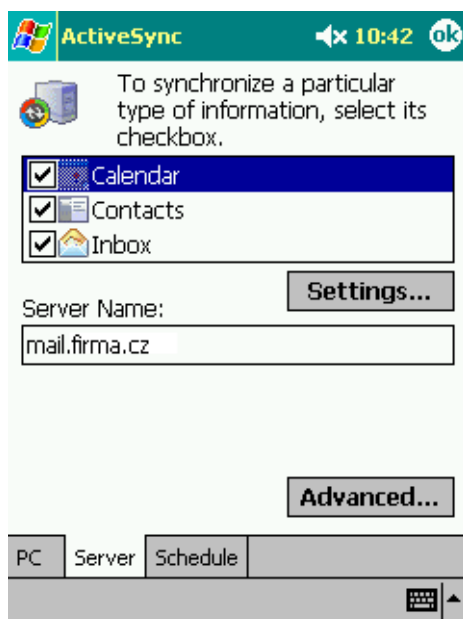 ActiveSync 10:42 ok
To synchronize a particular
type of information, select its
checkbox.
Calendar
Contacts
Inbox
Settings...
Server Name:
mail.firma.cz
Advanced...
PC Server Schedule